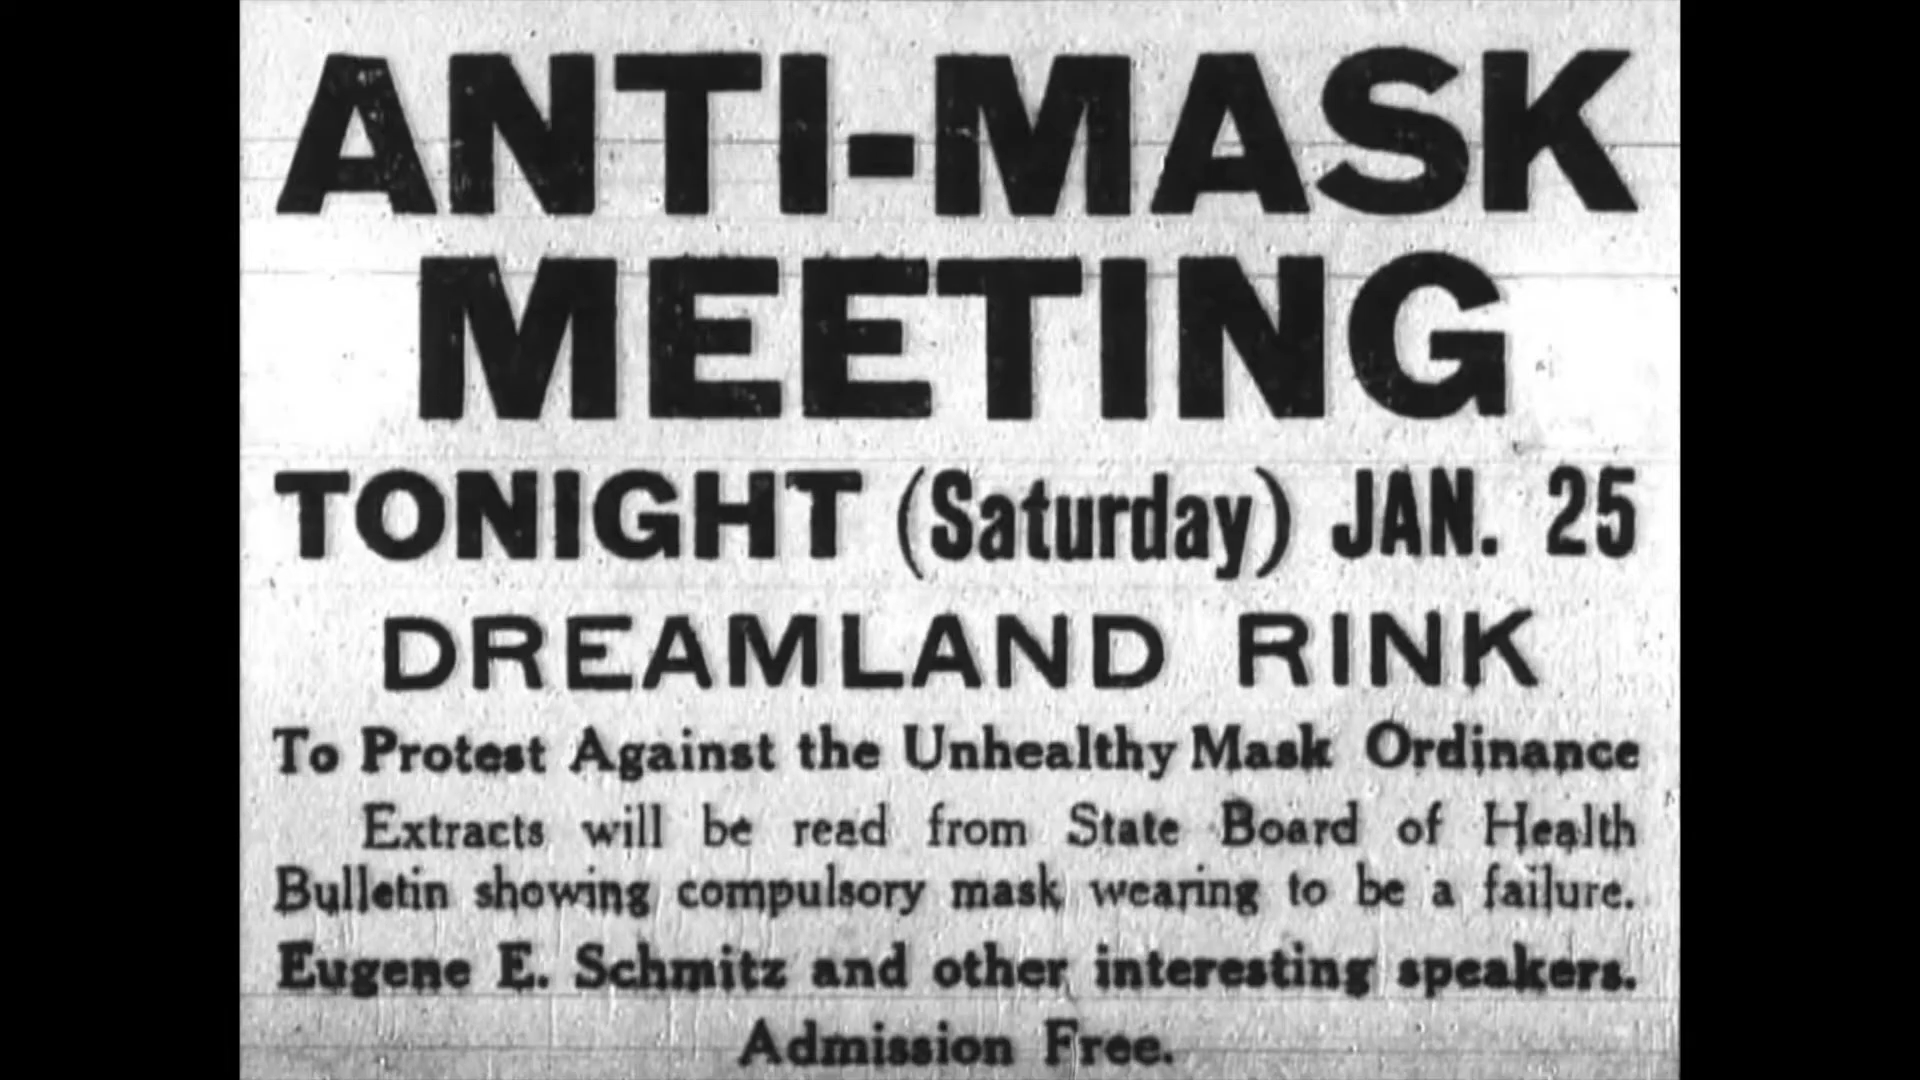 ANTI-MASK
MEETING
TONIGHT (Saturday) JAN. 25
DREAMLAND RINK
To Protest Against the Unhealthy Mask Ordinance
Extracts will be read from State Board of Health
Bulletin showing compulsory mask wearing to be a failure.
Eugene E. Schmitz and other interesting speakers.
Admission Free.